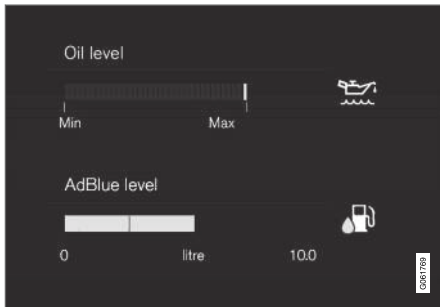 Oil level
Min Max
AdBlue level
0 litre 10.0
G061769